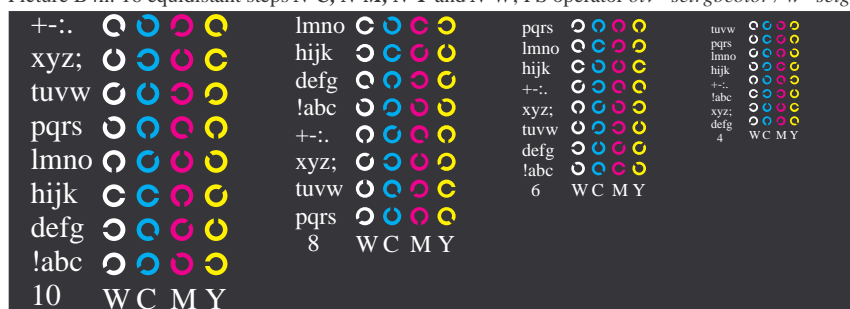 +-:.
xyz;
tuvw
pqrs
lmno
hijk
defg
!abc
10 W C M Y
lmno
hijk
defg
!abc
+-:.
xyz;
tuvw
pqrs
8 W C M Y
pqrs
lmno
hijk
+-:.
xyz;
tuvw
defg
!abc
6 W C M Y
tuvw
pqrs
lmno
hijk
+-:.
!abc
xyz;
defg
4 W C M Y